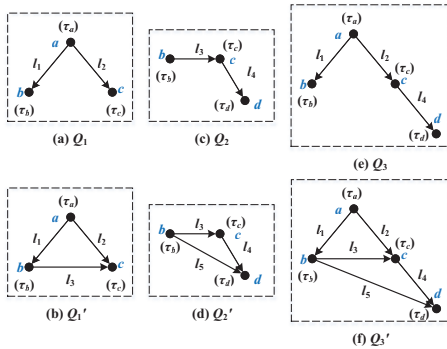 (τa)
a
l1
l2
b
c
(τb)
(τc)
(a) Q1
l3
(τc)
b
c
(τb)
l4
(τd)
d
(c) Q2
(τa)
a
l1
l2
(τc)
b
c
(τb)
l4
d
(τd)
(e) Q3
(τa)
a
l1
l2
b
c
l3
(τb)
(τc)
(b) Q1'
l3
(τc)
b
c
(τb)
l4
l5
(τd)
d
(d) Q2'
(τa)
a
l1
l2
(τc)
b
l3
c
(τ3)
l4
l5
d
(τd)
(f) Q3'